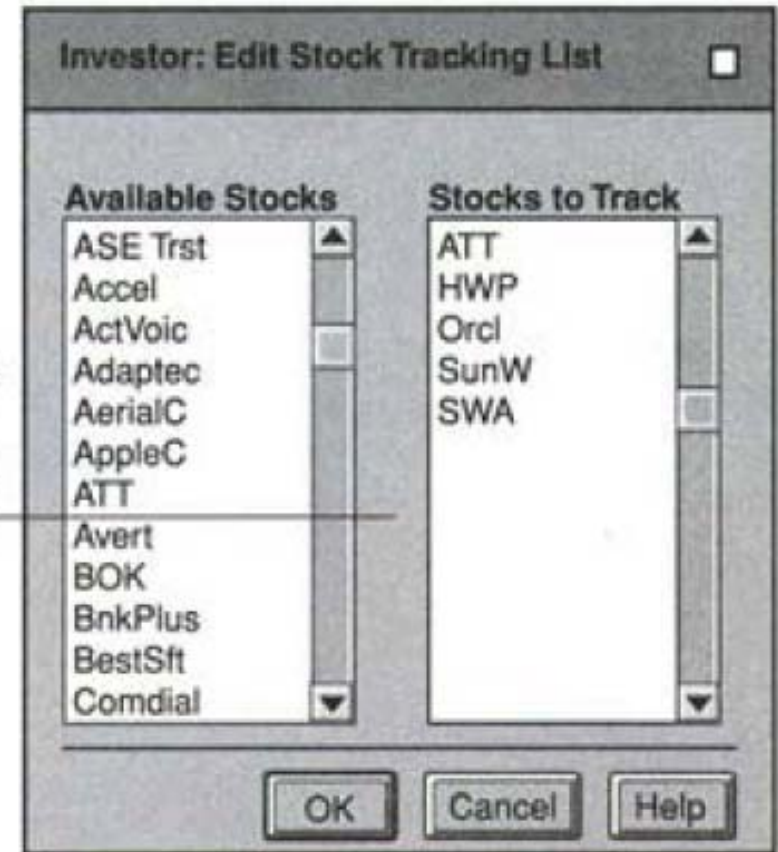 Investor: Edit Stock Tracking List
Available Stocks
ASE Trst
Accel
ActVoic
Adaptec
AerialC
AppleC
ATT
Avert
BOK
BnkPlus
BestSft
Comdial
Stocks to Track
ATT
HWP
Orcl
SunW
SWA
OK
Cancel
Help